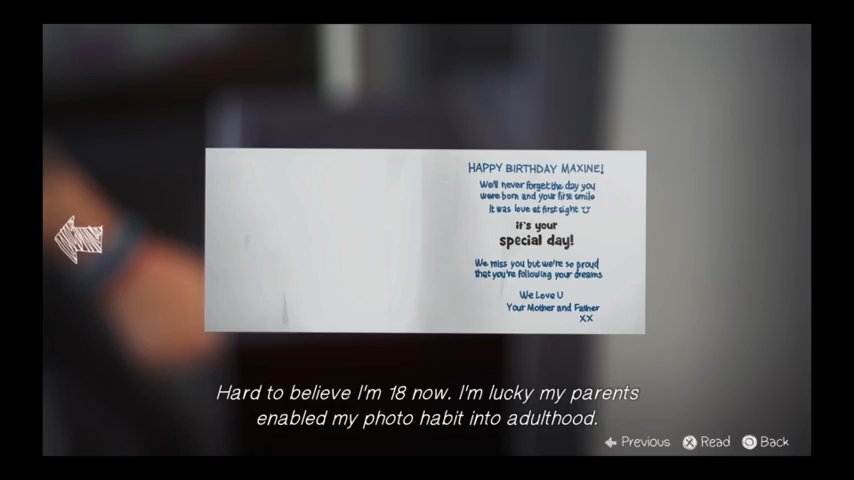 HAPPY BIRTHDAY MAXINE!
We'll never forget the day you
were born and your first smile
It was love at first sight
it's your
special day!
We miss you but we're so proud
that you're following your dreams
We Love U
Your Mother and Father
XX
Hard to believe I'm 18 now. I'm lucky my parents
enabled my photo habit into adulthood.
Previous X Read Back